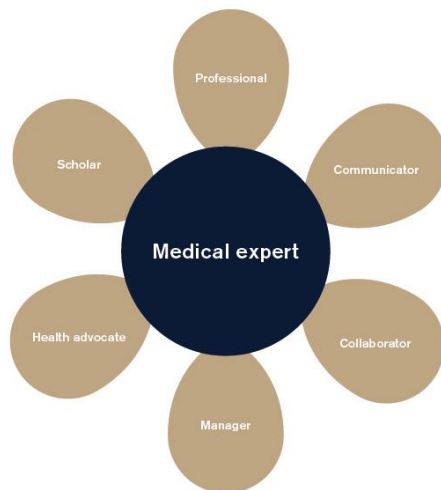 Professional
Scholar
Communicator
Medical expert
Health advocate
Collaborator
Manager